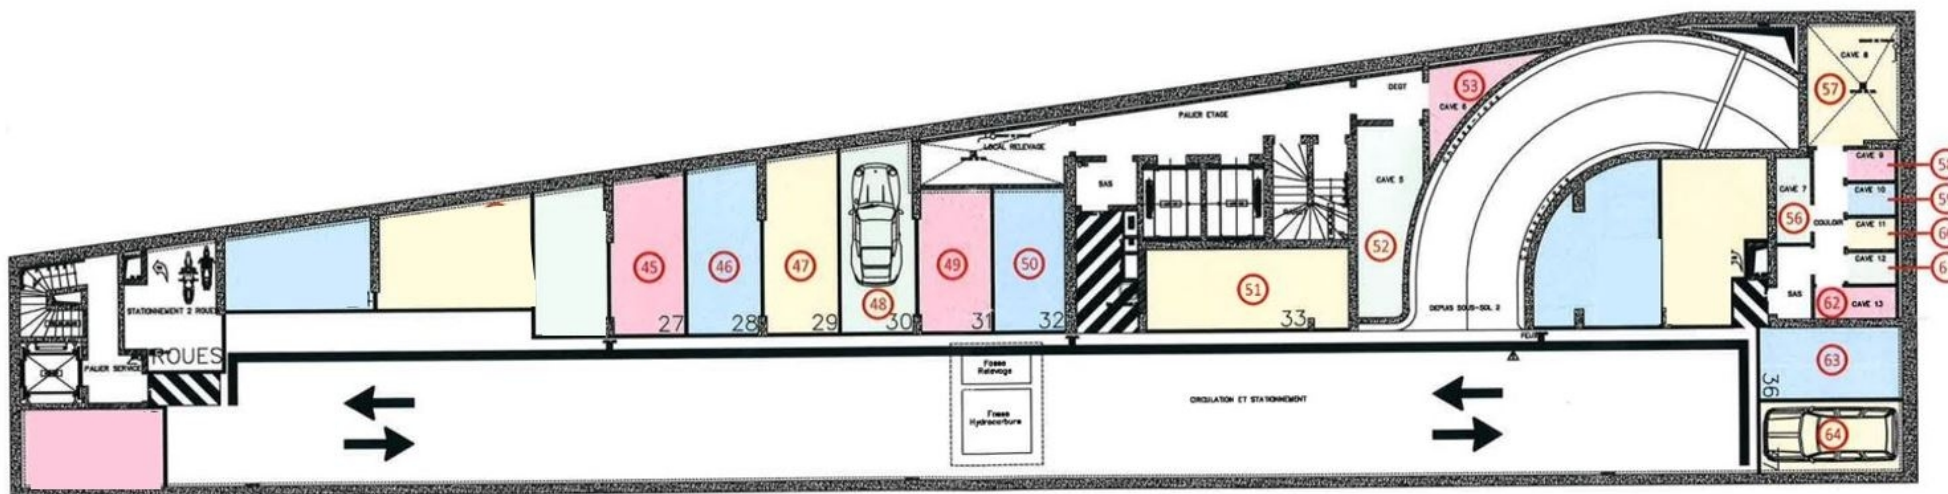 CAVE 8
57
53
CAVE 6
DEGT
PALIER ETAGE
LOCAL RELEVAGE
SAS
CAVE 5
52
CAVE 9
58
CAVE 10
CAVE 7
56
COULOIR
CAVE 11
CAVE 12
SAS
62
CAVE 13
45
46
47
48
49
50
51
27
28
29
30
31
32
33
DEPUIS SOUS-SOL 2
STATIONNEMENT 2 ROUES
2 ROUES
PALIER SERVICE
Fosse
Relevage
Fosse
Hydrocarbure
CIRCULATION ET STATIONNEMENT
63
36
64